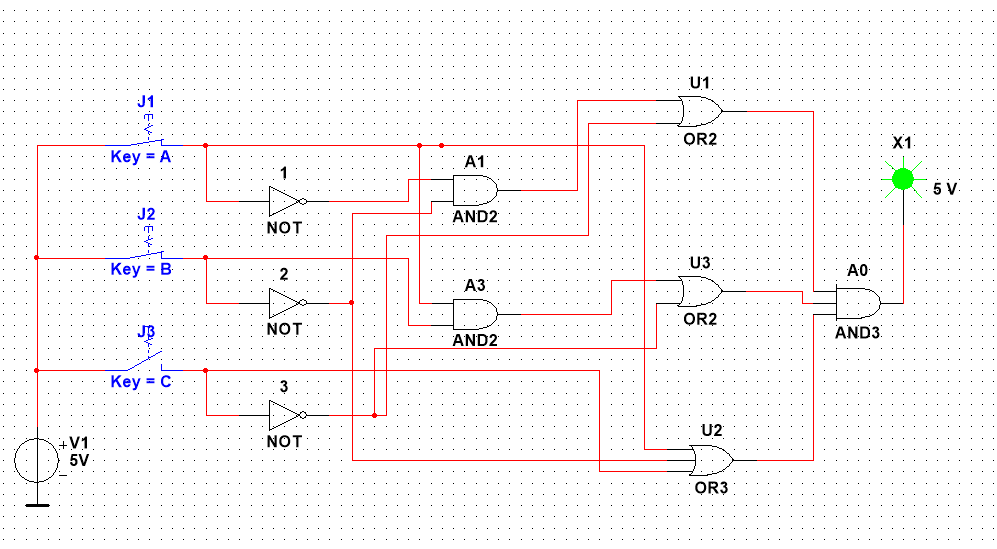 J1
Key = A
1
NOT
J2
Key = B
2
NOT
J3
Key = C
3
NOT
+
V1
5V
A1
AND2
A3
AND2
U1
OR2
U3
OR2
U2
OR3
A0
AND3
X1
5 V